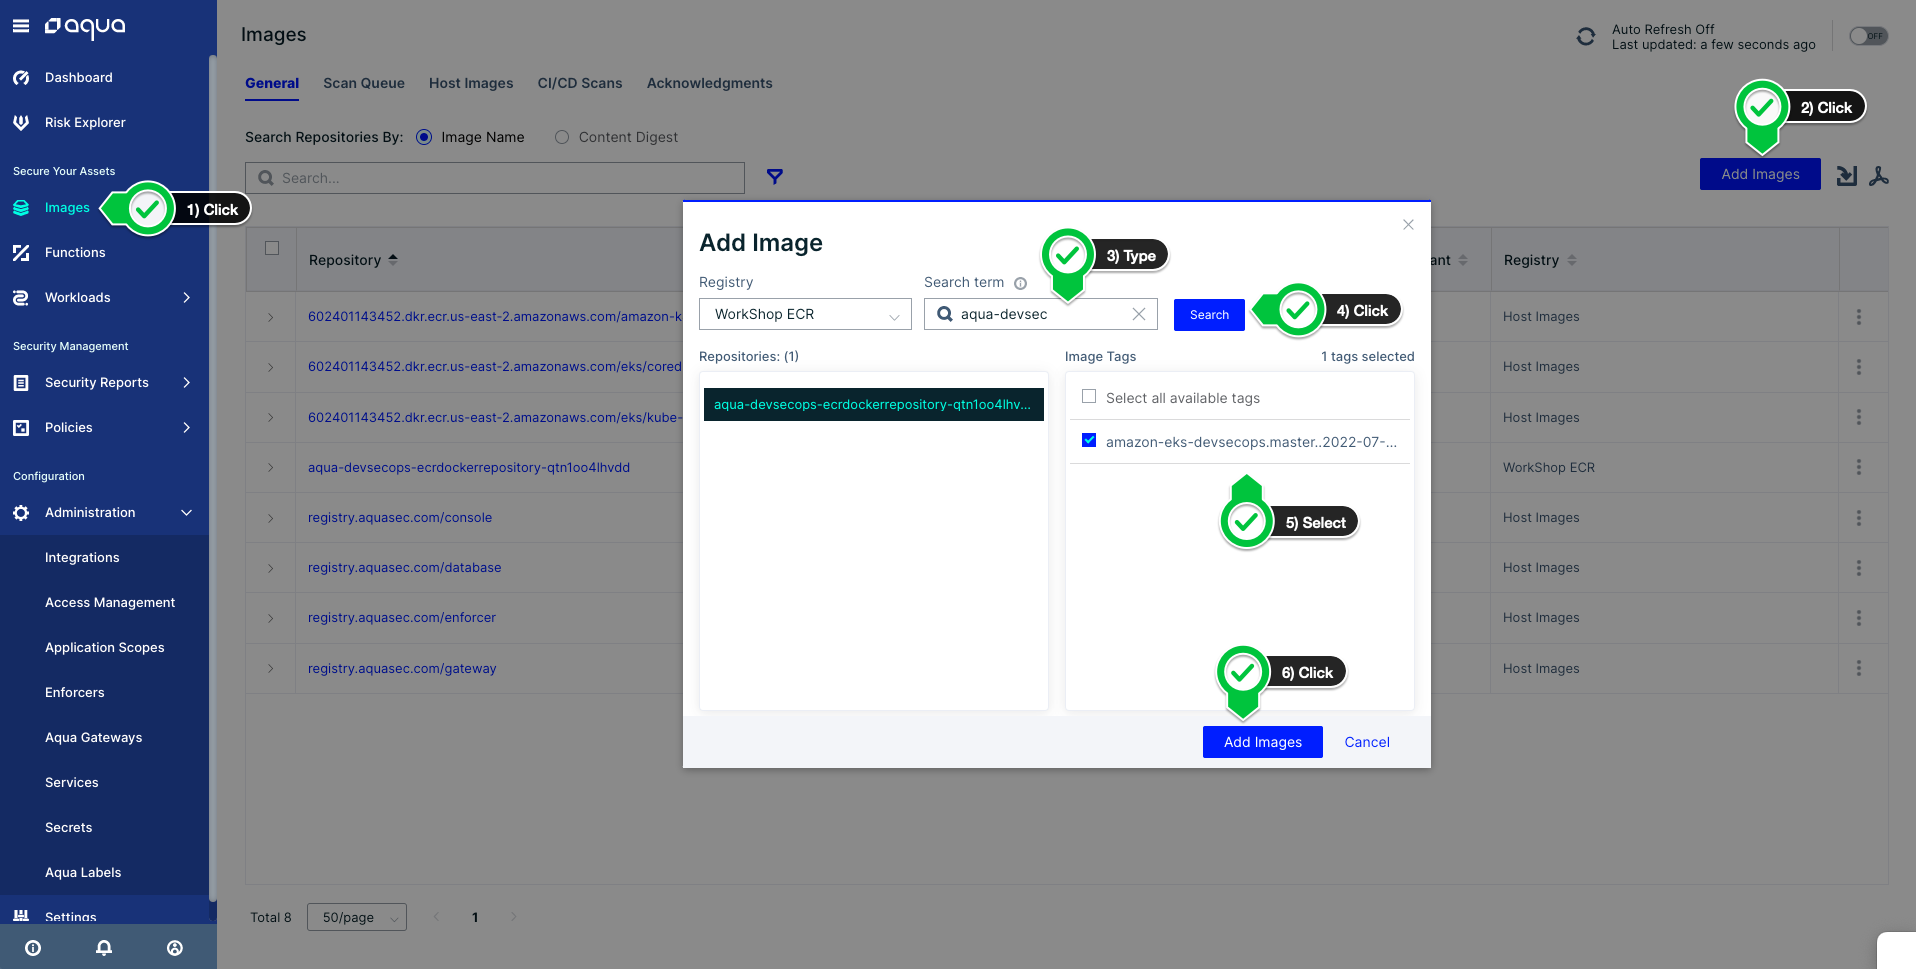 aqua
Dashboard
Risk Explorer
Secure Your Assets
Images
1) Click
Functions
Workloads
Security Management
Security Reports
Policies
Configuration
Administration
Integrations
Access Management
Application Scopes
Enforcers
Aqua Gateways
Services
Secrets
Aqua Labels
Settings
Images
Auto Refresh Off
Last updated: a few seconds ago
OFF
General Scan Queue Host Images CI/CD Scans Acknowledgments
2) Click
Search Repositories By: Image Name Content Digest
Search...
Add Images
Repository
Registry
602401143452.dkr.ecr.us-east-2.amazonaws.com/amazon-k
Host Images
602401143452.dkr.ecr.us-east-2.amazonaws.com/eks/cored
Host Images
602401143452.dkr.ecr.us-east-2.amazonaws.com/eks/kube-
Host Images
aqua-devsecops-ecrdockerrepository-qtn1oo4lhvdd
WorkShop ECR
registry.aquasec.com/console
Host Images
registry.aquasec.com/database
Host Images
registry.aquasec.com/enforcer
Host Images
registry.aquasec.com/gateway
Host Images
Total 8 50/page 1
Add Image
3) Type
Registry Search term
WorkShop ECR aqua-devsec Search
4) Click
Repositories: (1)
aqua-devsecops-ecrdockerrepository-qtn1oo4lhv...
Image Tags 1 tags selected
Select all available tags
amazon-eks-devsecops.master..2022-07-...
5) Select
6) Click
Add Images Cancel